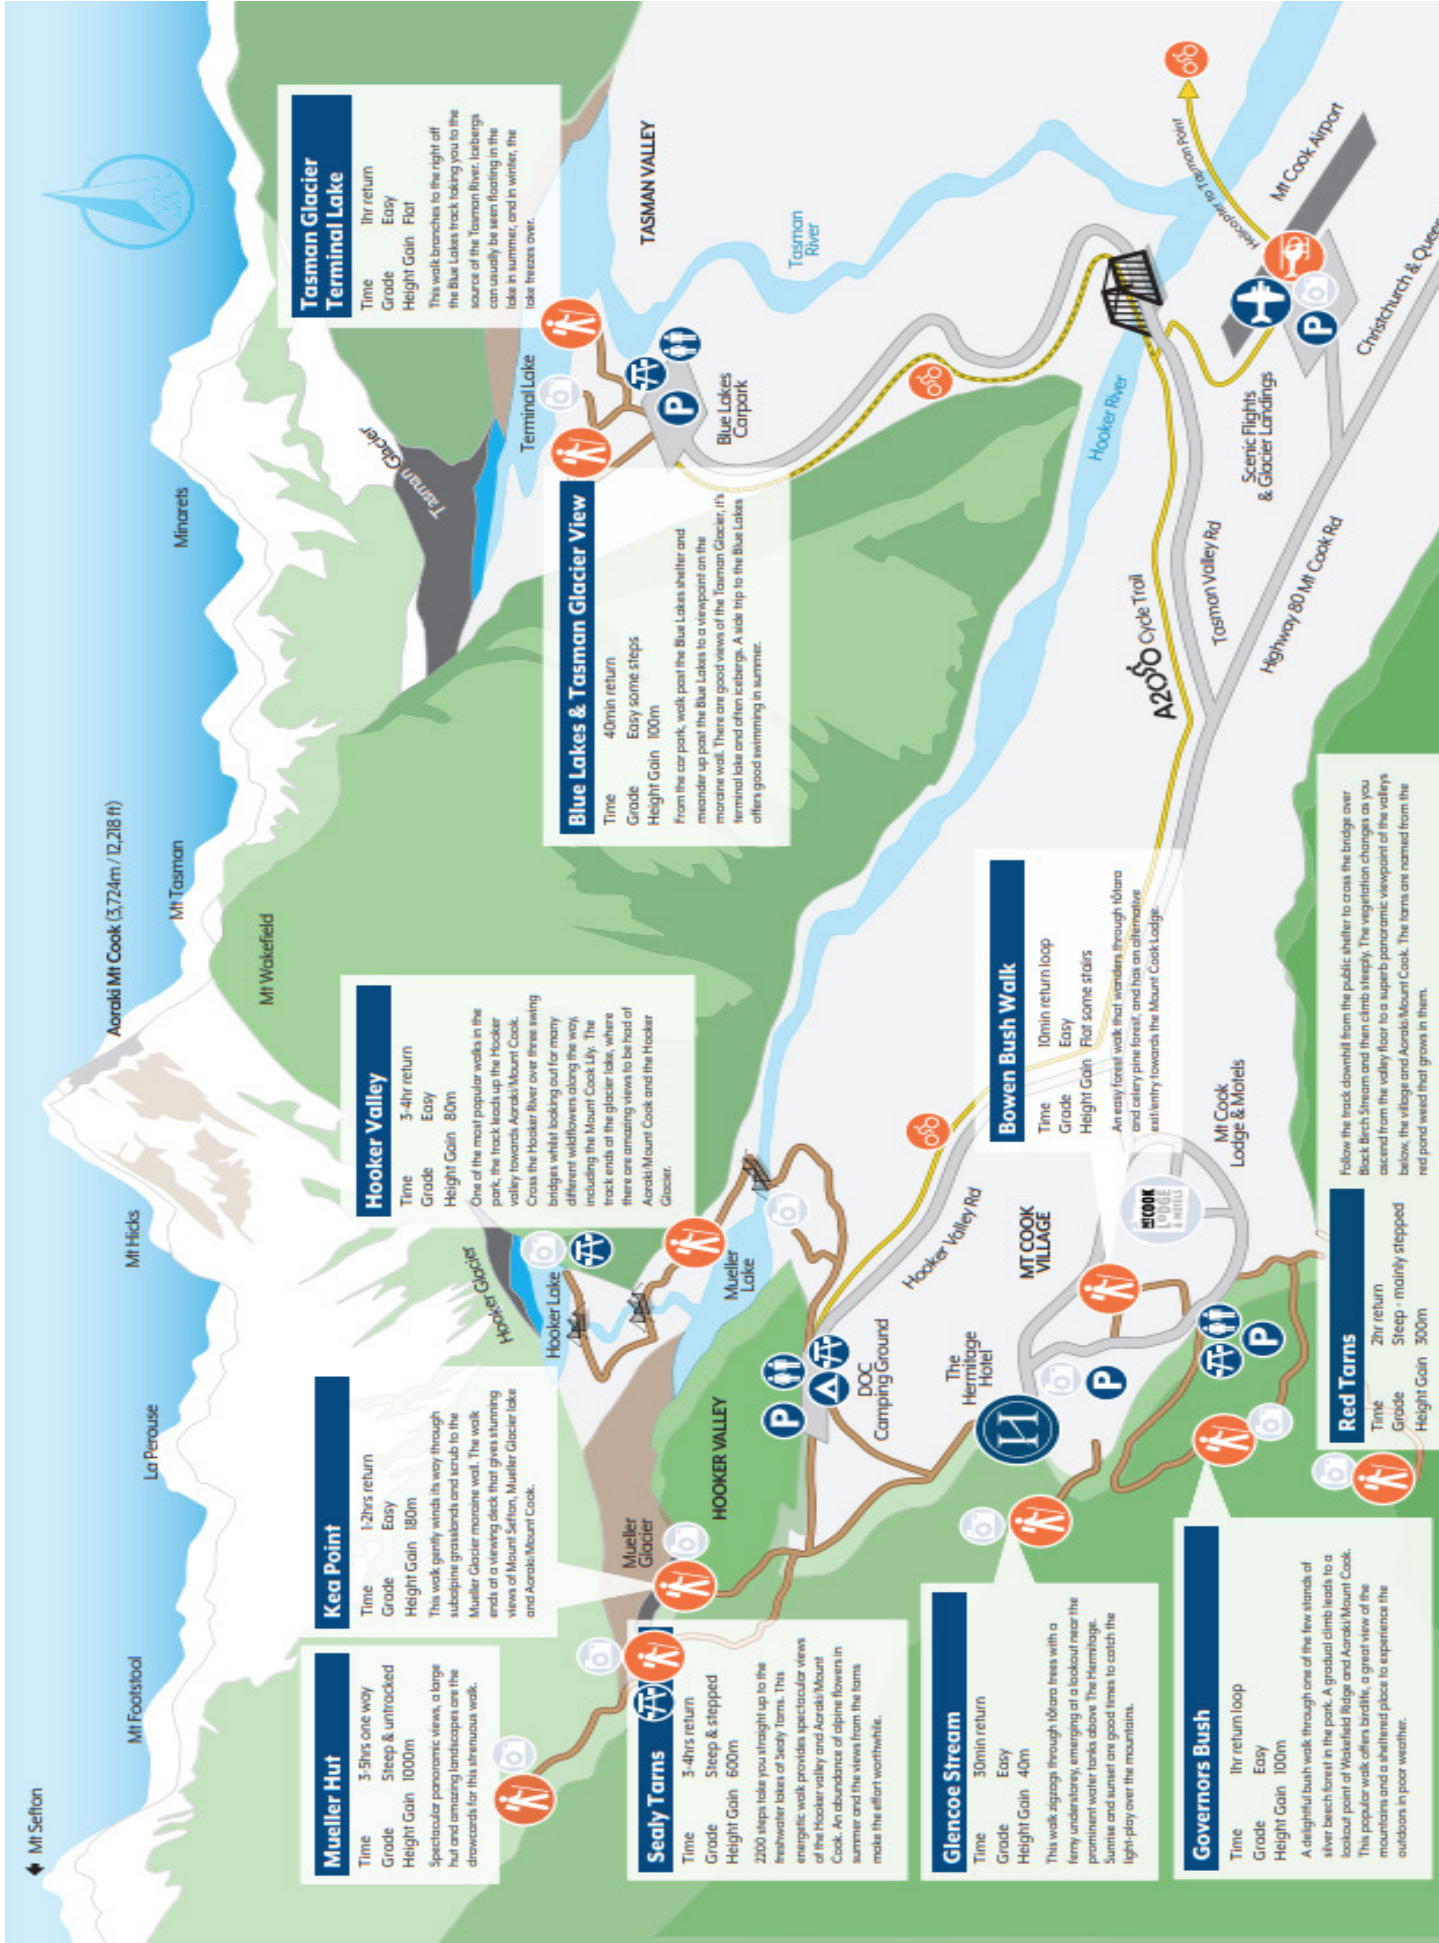 Mt Sefton
Mt Footstool
La Perouse
Mt Hicks
Aoraki Mt Cook (3,724m / 12,218 ft)
Mt Tasman
Minarets
Mt Wakefield
Mueller Hut
Time 3-5hrs one way
Grade Steep & untracked
Height Gain 1000m
Spectacular panoramic views, a large
hut and amazing landscapes are the
drawcards for this strenuous walk.
Kea Point
Time 1-2hrs return
Grade Easy
Height Gain 180m
This walk gently winds its way through
subalpine grasslands and scrub to the
Mueller Glacier moraine wall. The walk
ends at a viewing deck that gives stunning
views of Mount Sefton, Mueller Glacier lake
and Aoraki/Mount Cook.
Hooker Valley
Time 3-4hr return
Grade Easy
Height Gain 80m
One of the most popular walks in the
park, the track leads up the Hooker
valley towards Aoraki/Mount Cook.
Cross the Hooker River over three swing
bridges whilst looking out for many
different wildflowers along the way,
including the Mount Cook Lily. The
track ends at the glacier lake, where
there are amazing views to be had of
Aoraki/Mount Cook and the Hooker
Glacier.
Tasman Glacier
Terminal Lake
Time 1hr return
Grade Easy
Height Gain Flat
This walk branches to the right off
the Blue Lakes track taking you to the
source of the Tasman River. Icebergs
can usually be seen floating in the
lake in summer, and in winter, the
lake freezes over.
Tasman Glacier
Terminal Lake
TASMAN VALLEY
Tasman
River
P
Blue Lakes
Carpark
Blue Lakes & Tasman Glacier View
Time 40min return
Grade Easy some steps
Height Gain 100m
From the car park, walk past the Blue Lakes shelter and
meander up past the Blue Lakes to a viewpoint on the
moraine wall. There are good views of the Tasman Glacier, it's
terminal lake and often icebergs. A side trip to the Blue Lakes
offers good swimming in summer.
Hooker Glacier
Hooker Lake
Mueller
Lake
Mueller
Glacier
HOOKER VALLEY
P
DOC
Camping Ground
Sealy Tarns
Time 3-4hrs return
Grade Steep & stepped
Height Gain 600m
2200 steps take you straight up to the
freshwater lakes of Sealy Tarns. This
energetic walk provides spectacular views
of the Hooker valley and Aoraki/Mount
Cook. An abundance of alpine flowers in
summer and the views from the tarns
make the effort worthwhile.
Hooker Valley Rd
The
Hermitage
Hotel
H
P
MT COOK
VILLAGE
Bowen Bush Walk
Time 10min return loop
Grade Easy
Height Gain Flat some stairs
An easy forest walk that wanders through tōtara
and celery pine forest, and has an alternative
exit/entry towards the Mount Cook Lodge.
MT COOK
LODGE
& MOTELS
Mt Cook
Lodge & Motels
Hooker River
A2O Cycle Trail
Tasman Valley Rd
Highway 80 Mt Cook Rd
Scenic Flights
& Glacier Landings
P
Helicopter to Tasman Point
Mt Cook Airport
Christchurch & Queen
Glencoe Stream
Time 30min return
Grade Easy
Height Gain 40m
This walk zigzags through tōtara trees with a
ferny understorey, emerging at a lookout near the
prominent water tanks above The Hermitage.
Sunrise and sunset are good times to catch the
light-play over the mountains.
Governors Bush
Time 1hr return loop
Grade Easy
Height Gain 100m
A delightful bush walk through one of the few stands of
silver beech forest in the park. A gradual climb leads to a
lookout point of Wakefield Ridge and Aoraki/Mount Cook.
This popular walk offers birdlife, a great view of the
mountains and a sheltered place to experience the
outdoors in poor weather.
P
Red Tarns
Time 2hr return
Grade Steep - mainly stepped
Height Gain 300m
Follow the track downhill from the public shelter to cross the bridge over
Black Birch Stream and then climb steeply. The vegetation changes as you
ascend from the valley floor to a superb panoramic viewpoint of the valleys
below, the village and Aoraki/Mount Cook. The tarns are named from the
red pond weed that grows in them.